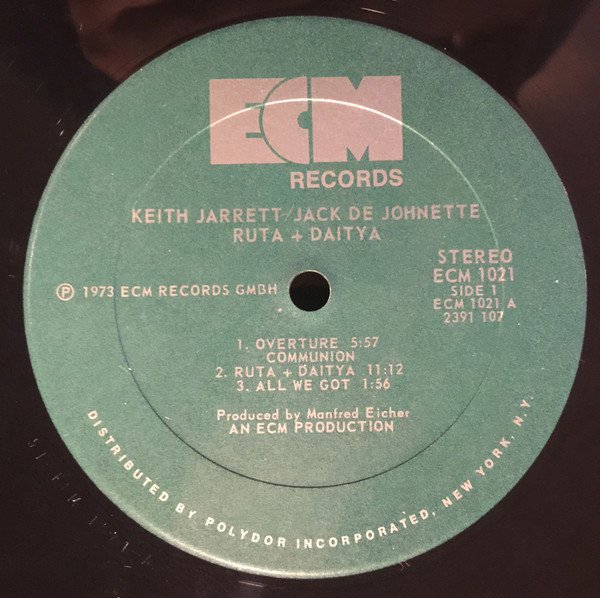 ECM
RECORDS
KEITH JARRETT/JACK DE JOHNETTE
RUTA + DAITYA
STEREO
ECM 1021
Ⓟ 1973 ECM RECORDS GMBH
SIDE 1
ECM 1021 A
2391 107
1. OVERTURE 5:57
COMMUNION
2. RUTA + DAITYA 11:12
3. ALL WE GOT 1:56
Produced by Manfred Eicher
AN ECM PRODUCTION
DISTRIBUTED BY POLYDOR INCORPORATED, NEW YORK, N.Y.